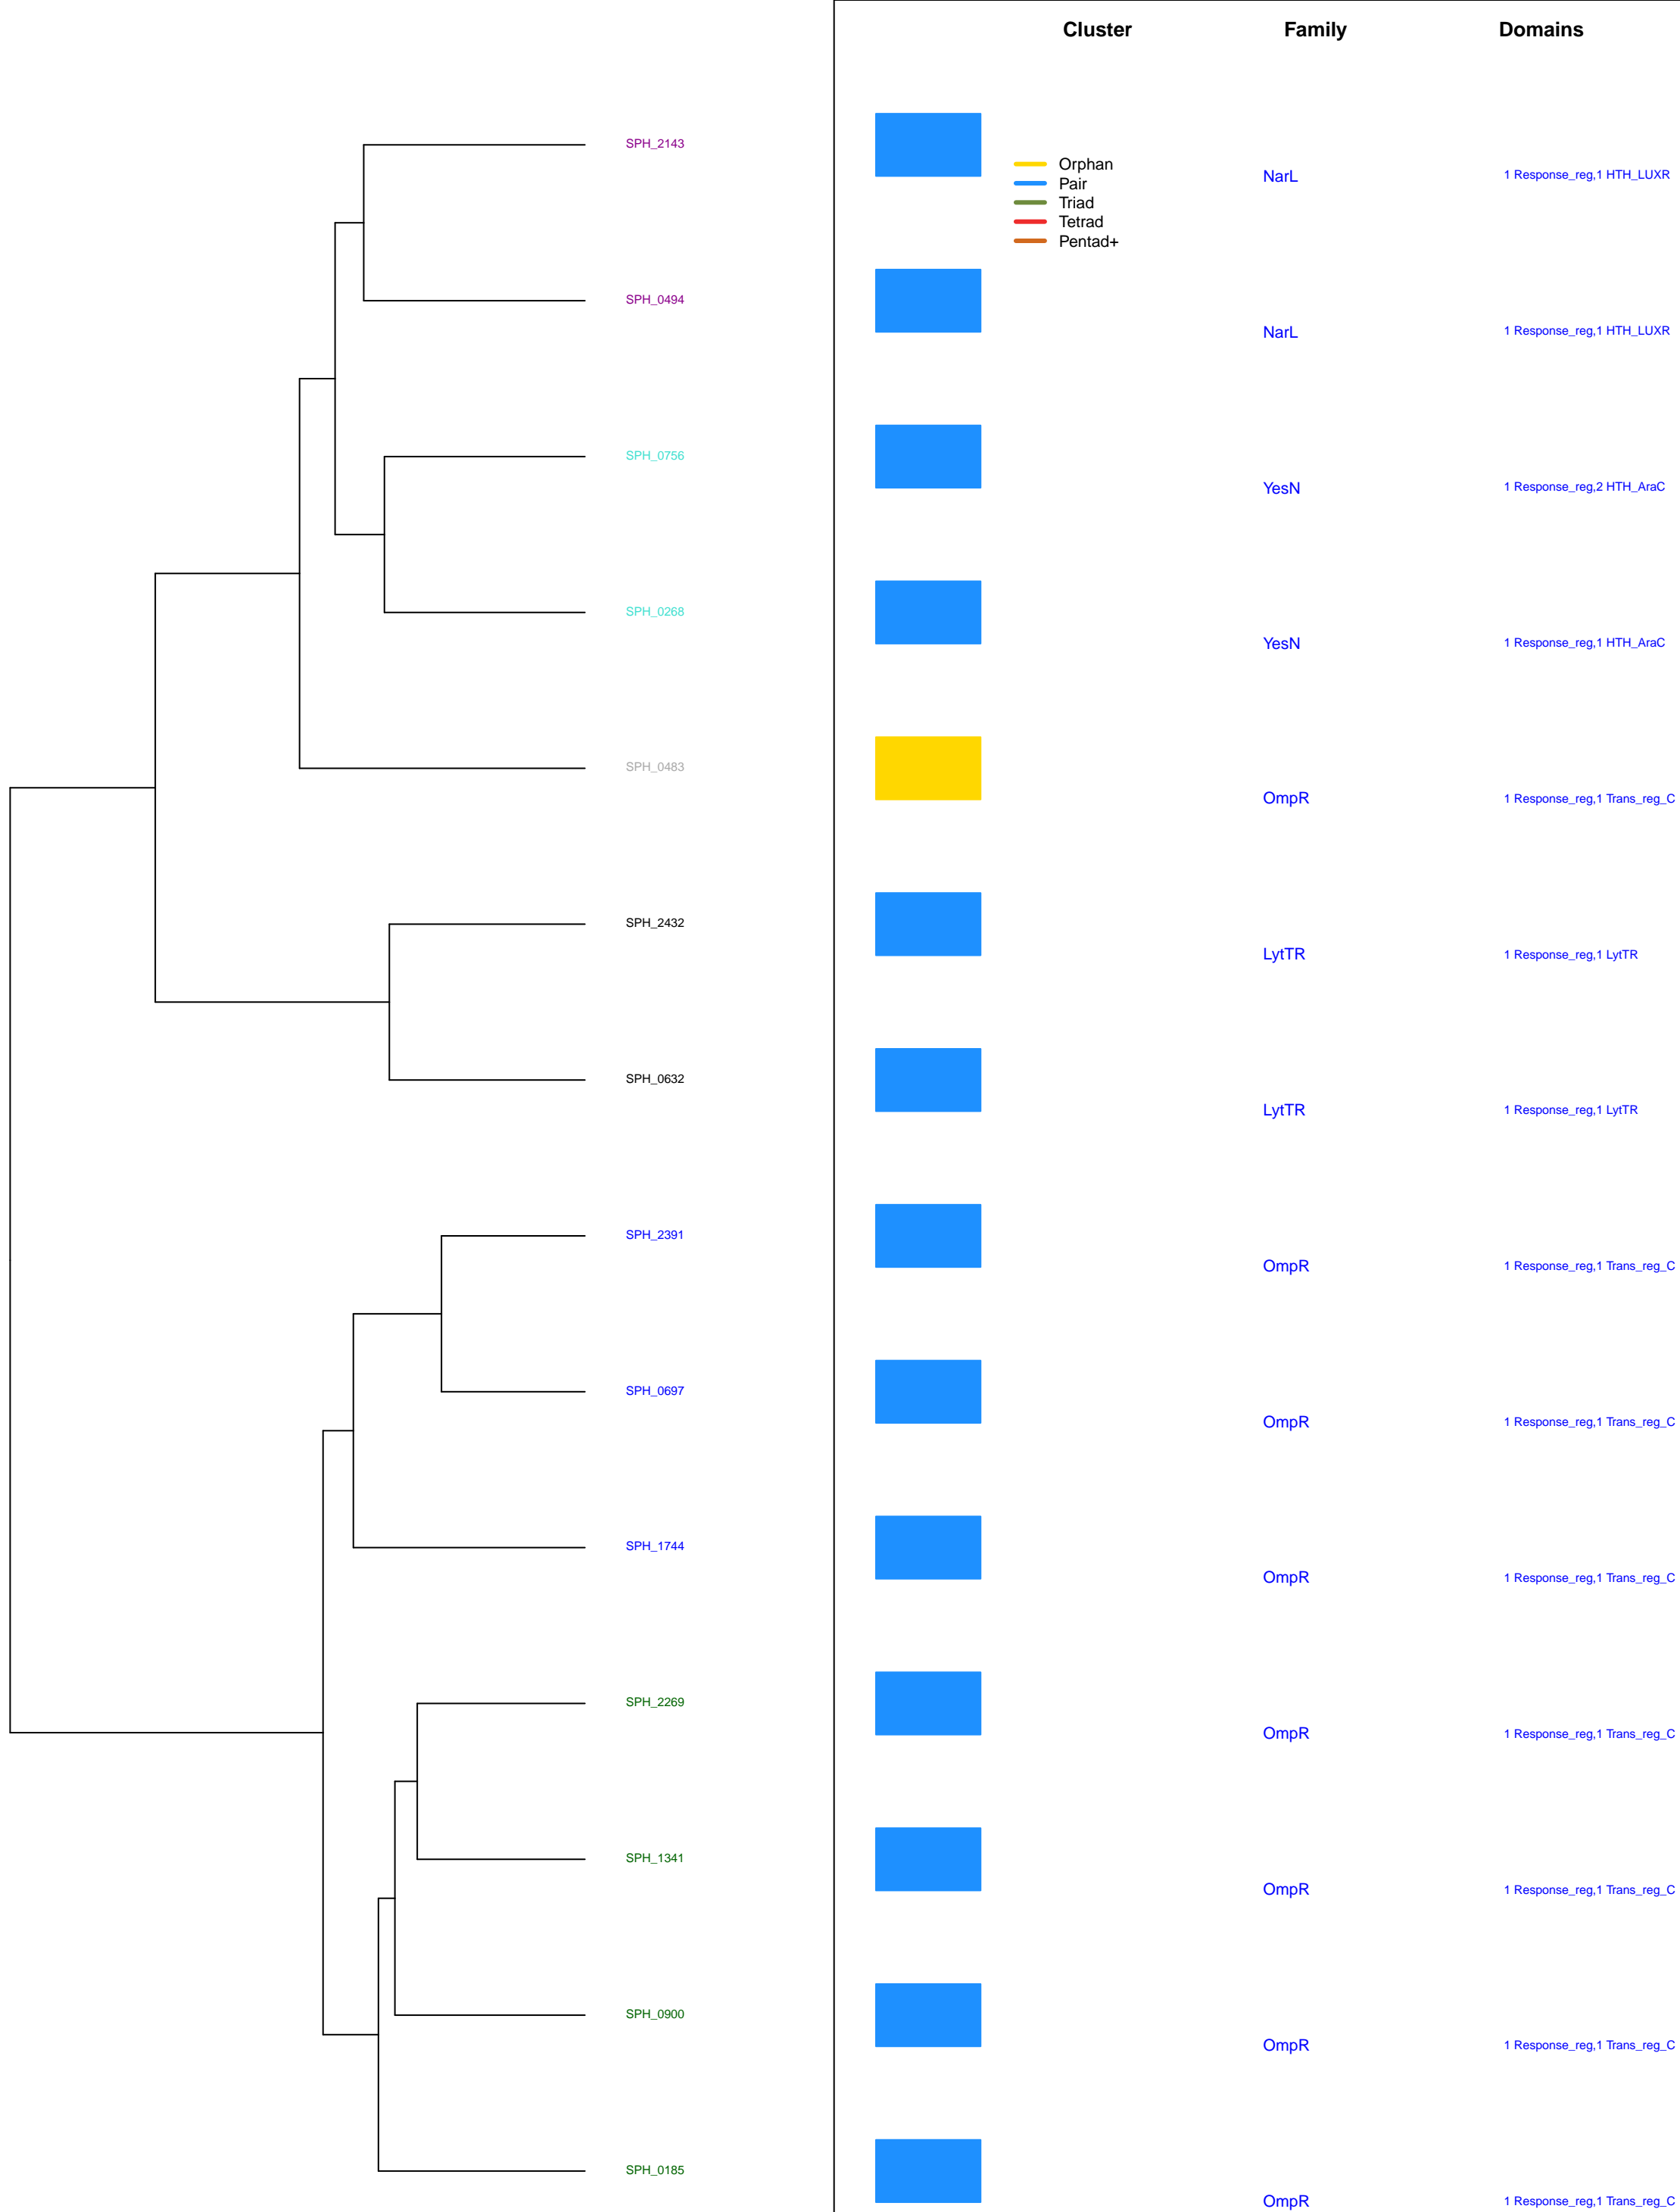 Cluster Family Domains
SPH_2143
Orphan
Pair
Triad
Tetrad
Pentad+
NarL 1 Response_reg,1 HTH_LUXR
SPH_0494
NarL 1 Response_reg,1 HTH_LUXR
SPH_0756
YesN 1 Response_reg,2 HTH_AraC
SPH_0268
YesN 1 Response_reg,1 HTH_AraC
SPH_0483
OmpR 1 Response_reg,1 Trans_reg_C
SPH_2432
LytTR 1 Response_reg,1 LytTR
SPH_0632
LytTR 1 Response_reg,1 LytTR
SPH_2391
OmpR 1 Response_reg,1 Trans_reg_C
SPH_0697
OmpR 1 Response_reg,1 Trans_reg_C
SPH_1744
OmpR 1 Response_reg,1 Trans_reg_C
SPH_2269
OmpR 1 Response_reg,1 Trans_reg_C
SPH_1341
OmpR 1 Response_reg,1 Trans_reg_C
SPH_0900
OmpR 1 Response_reg,1 Trans_reg_C
SPH_0185
OmpR 1 Response_reg,1 Trans_reg_C